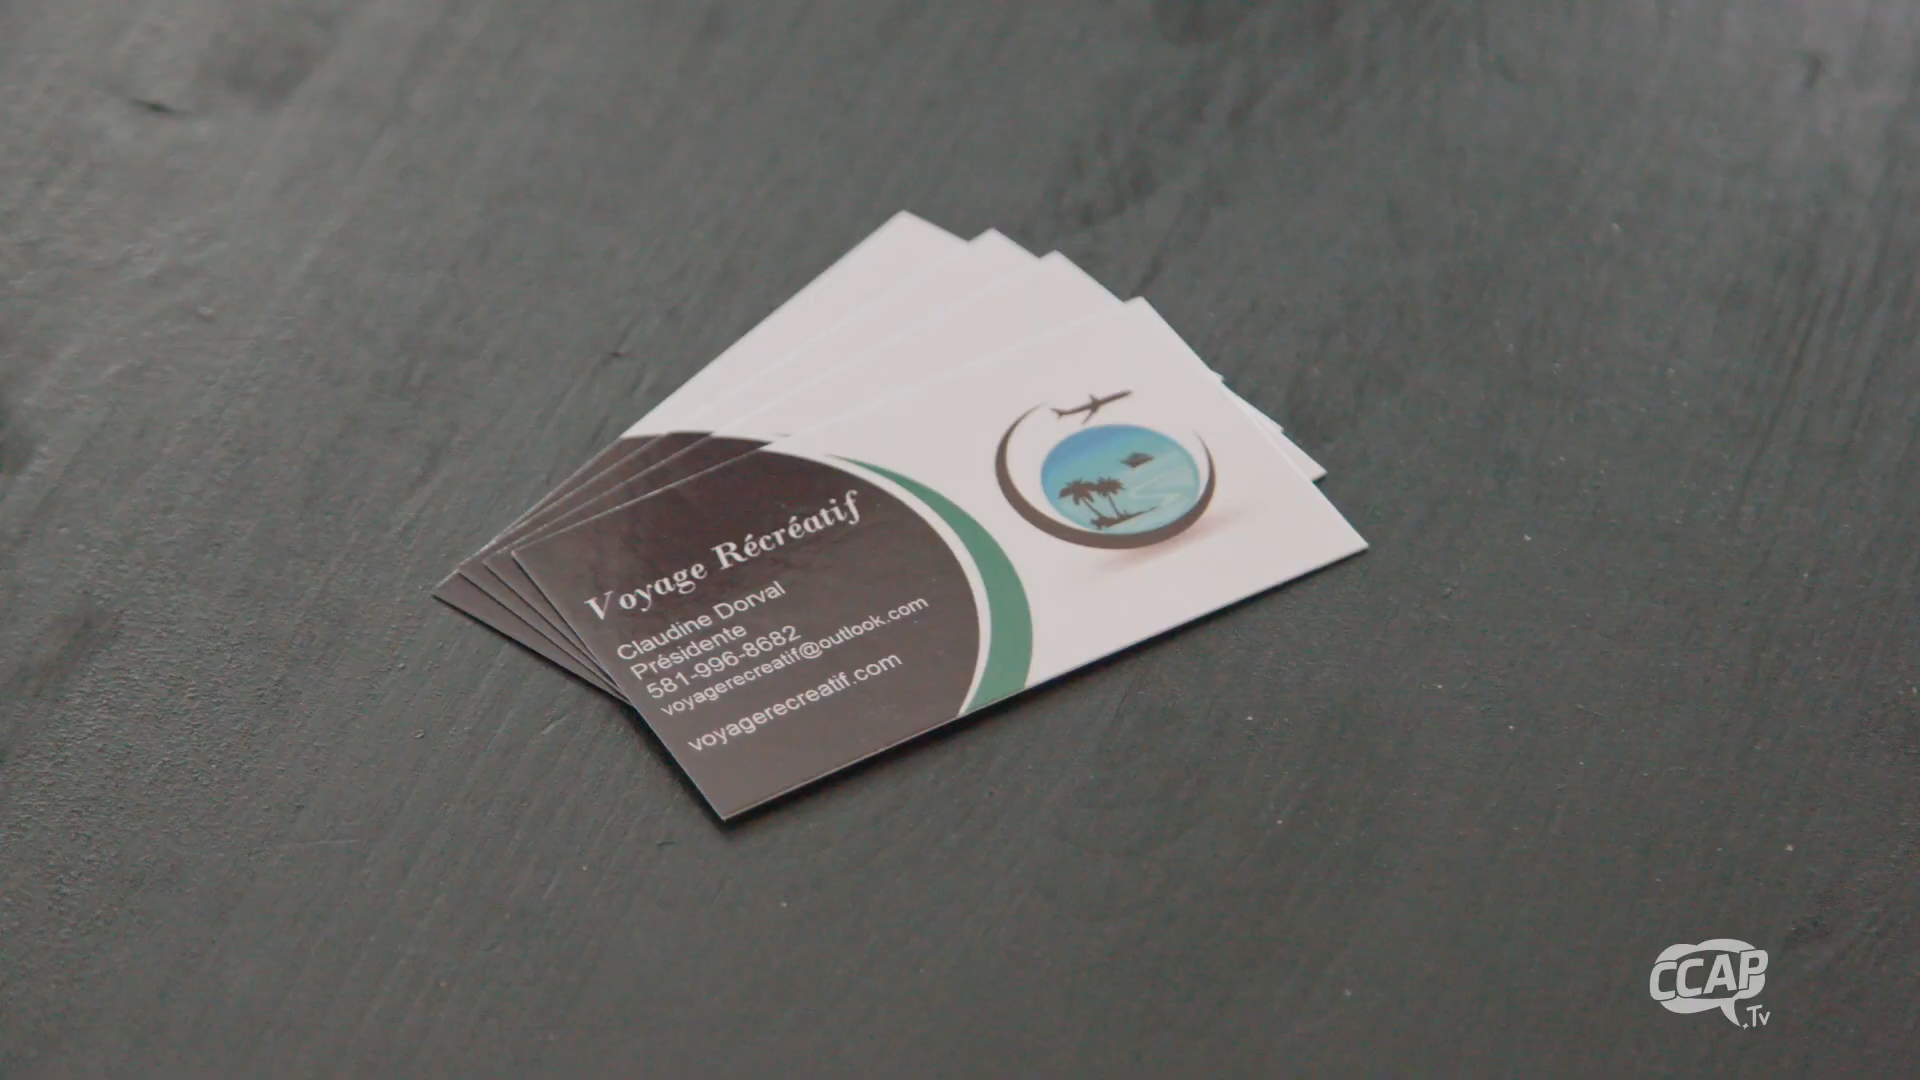 Voyage Récréatif
Claudine Dorval
Présidente
581-996-8682
voyagerecreatif@outlook.com
voyagerecreatif.com
CCAP
.Tv